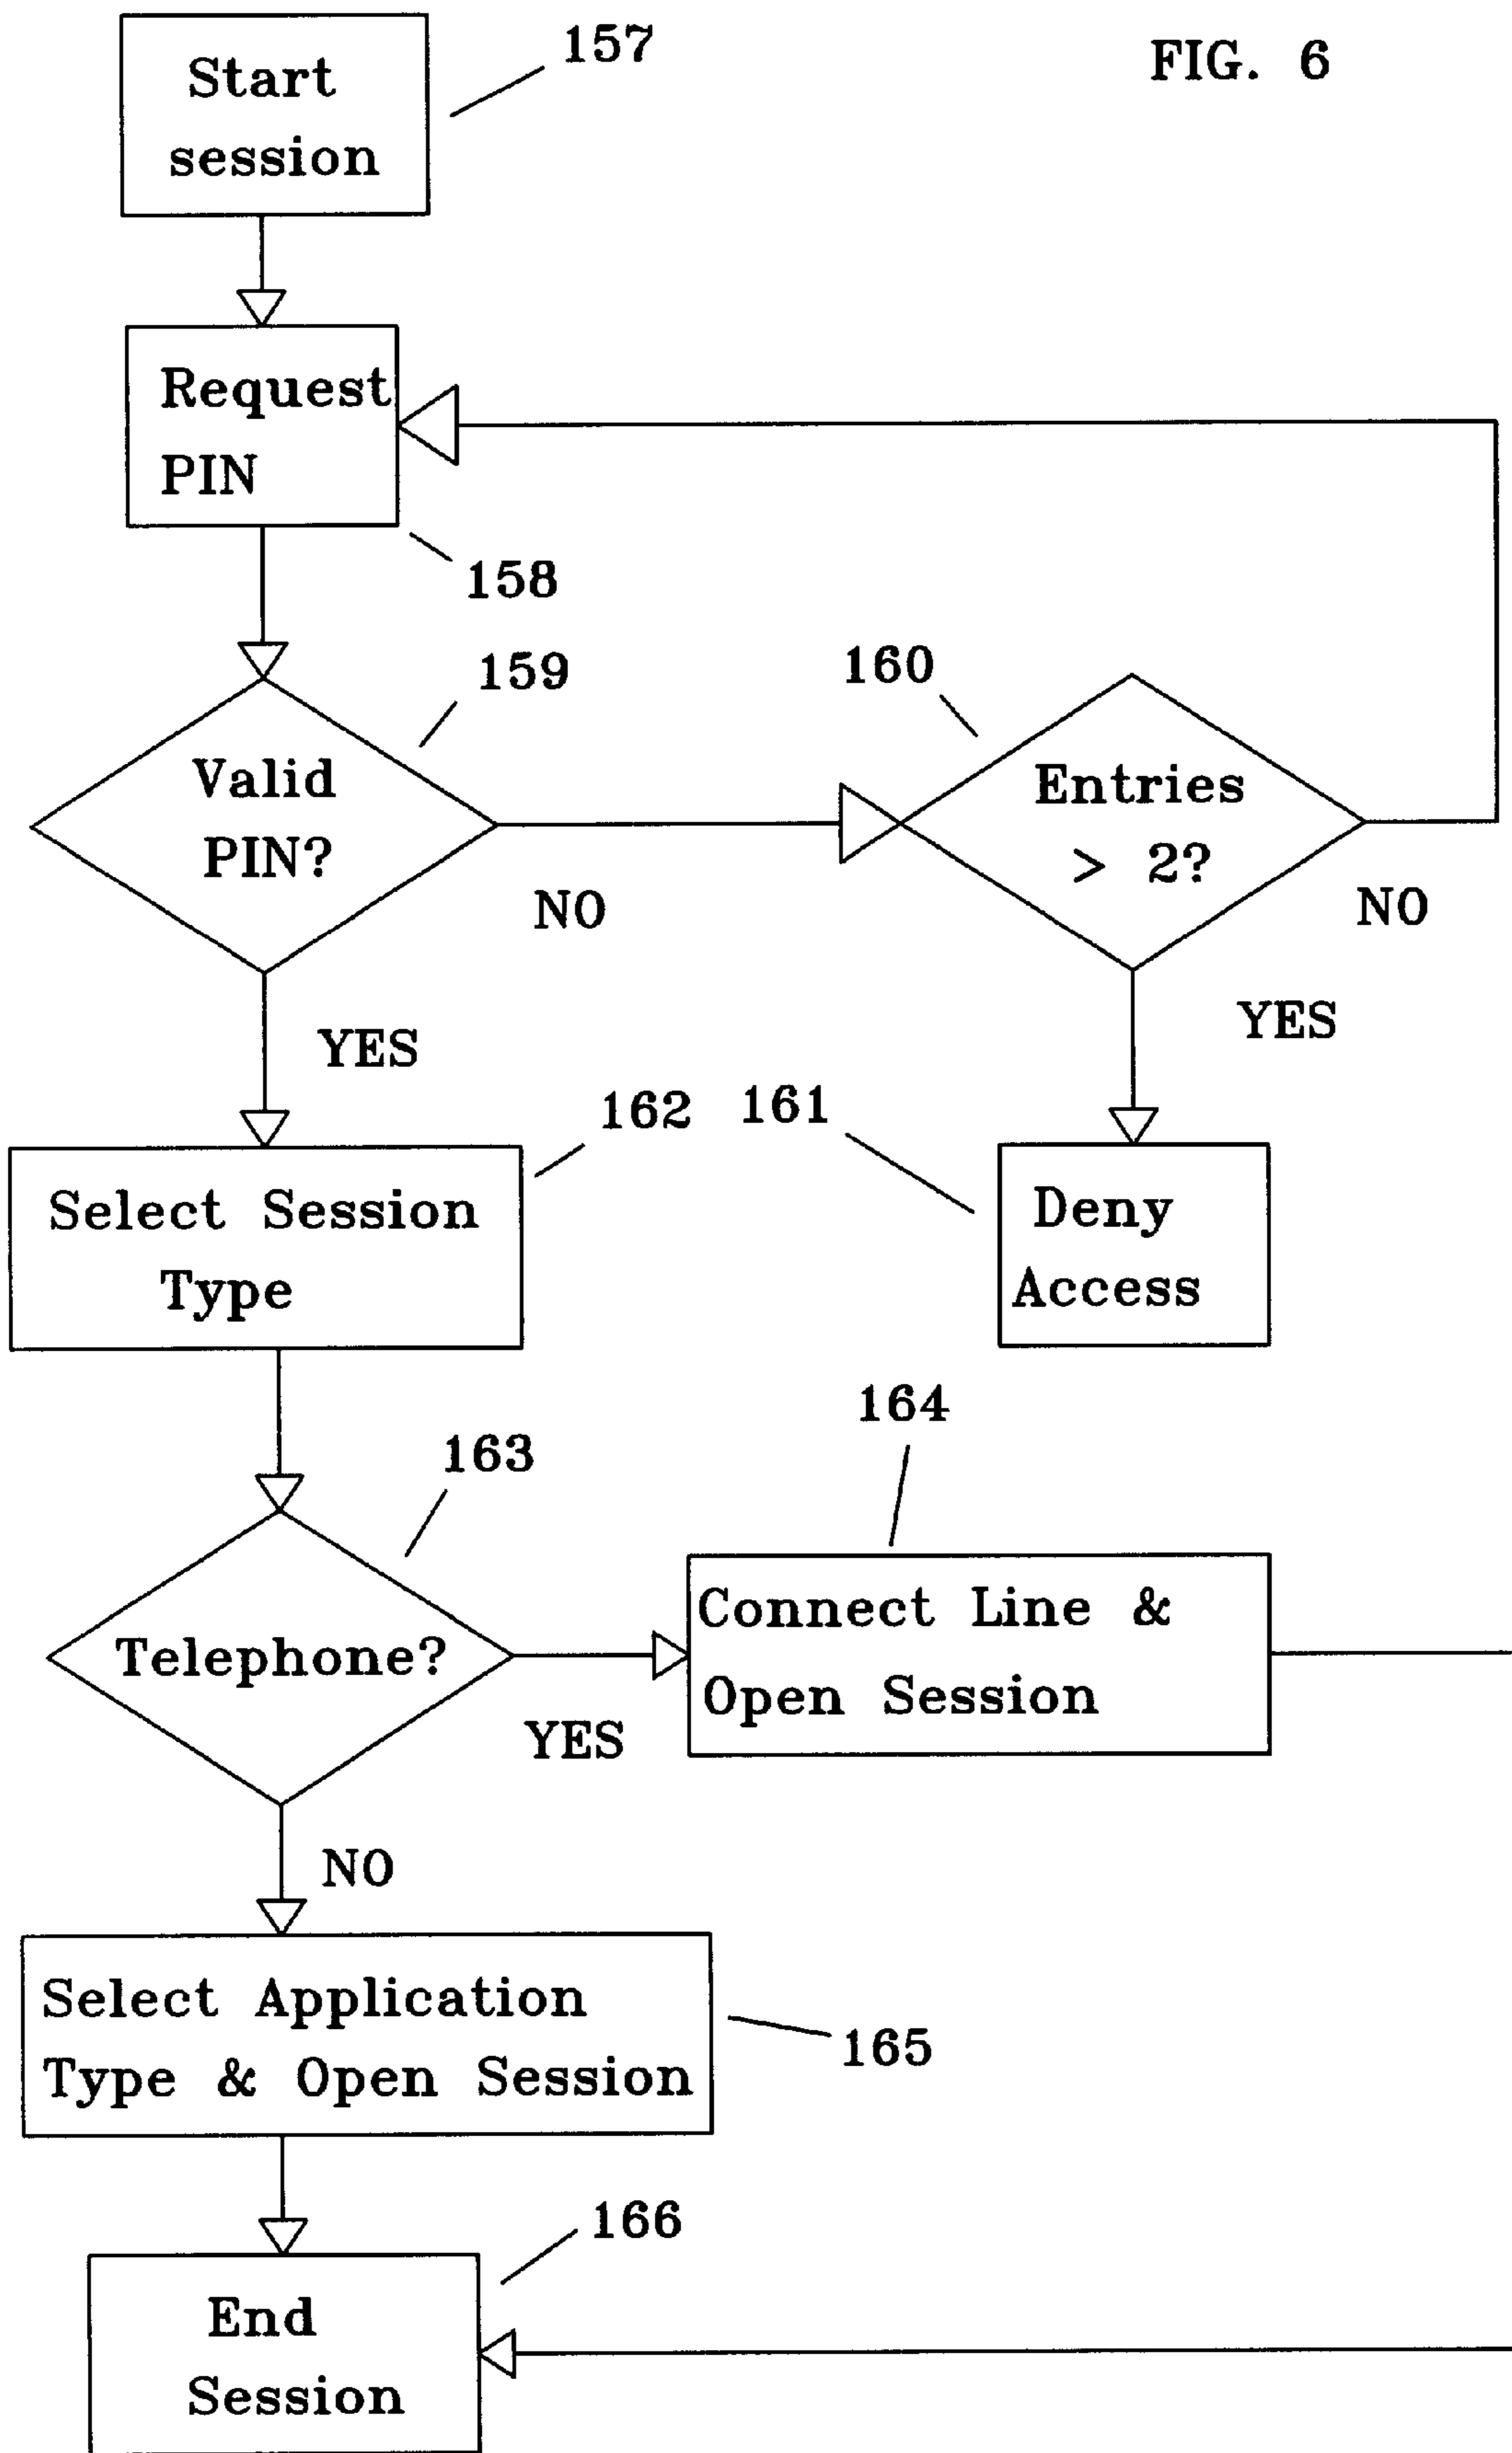 FIG. 6
157
Start
session
Request
PIN
158
159
160
Valid
PIN?
Entries
> 2?
NO
NO
YES
YES
162
161
Select Session
Type
Deny
Access
164
163
Connect Line &
Open Session
Telephone?
YES
NO
Select Application
Type & Open Session
165
166
End
Session